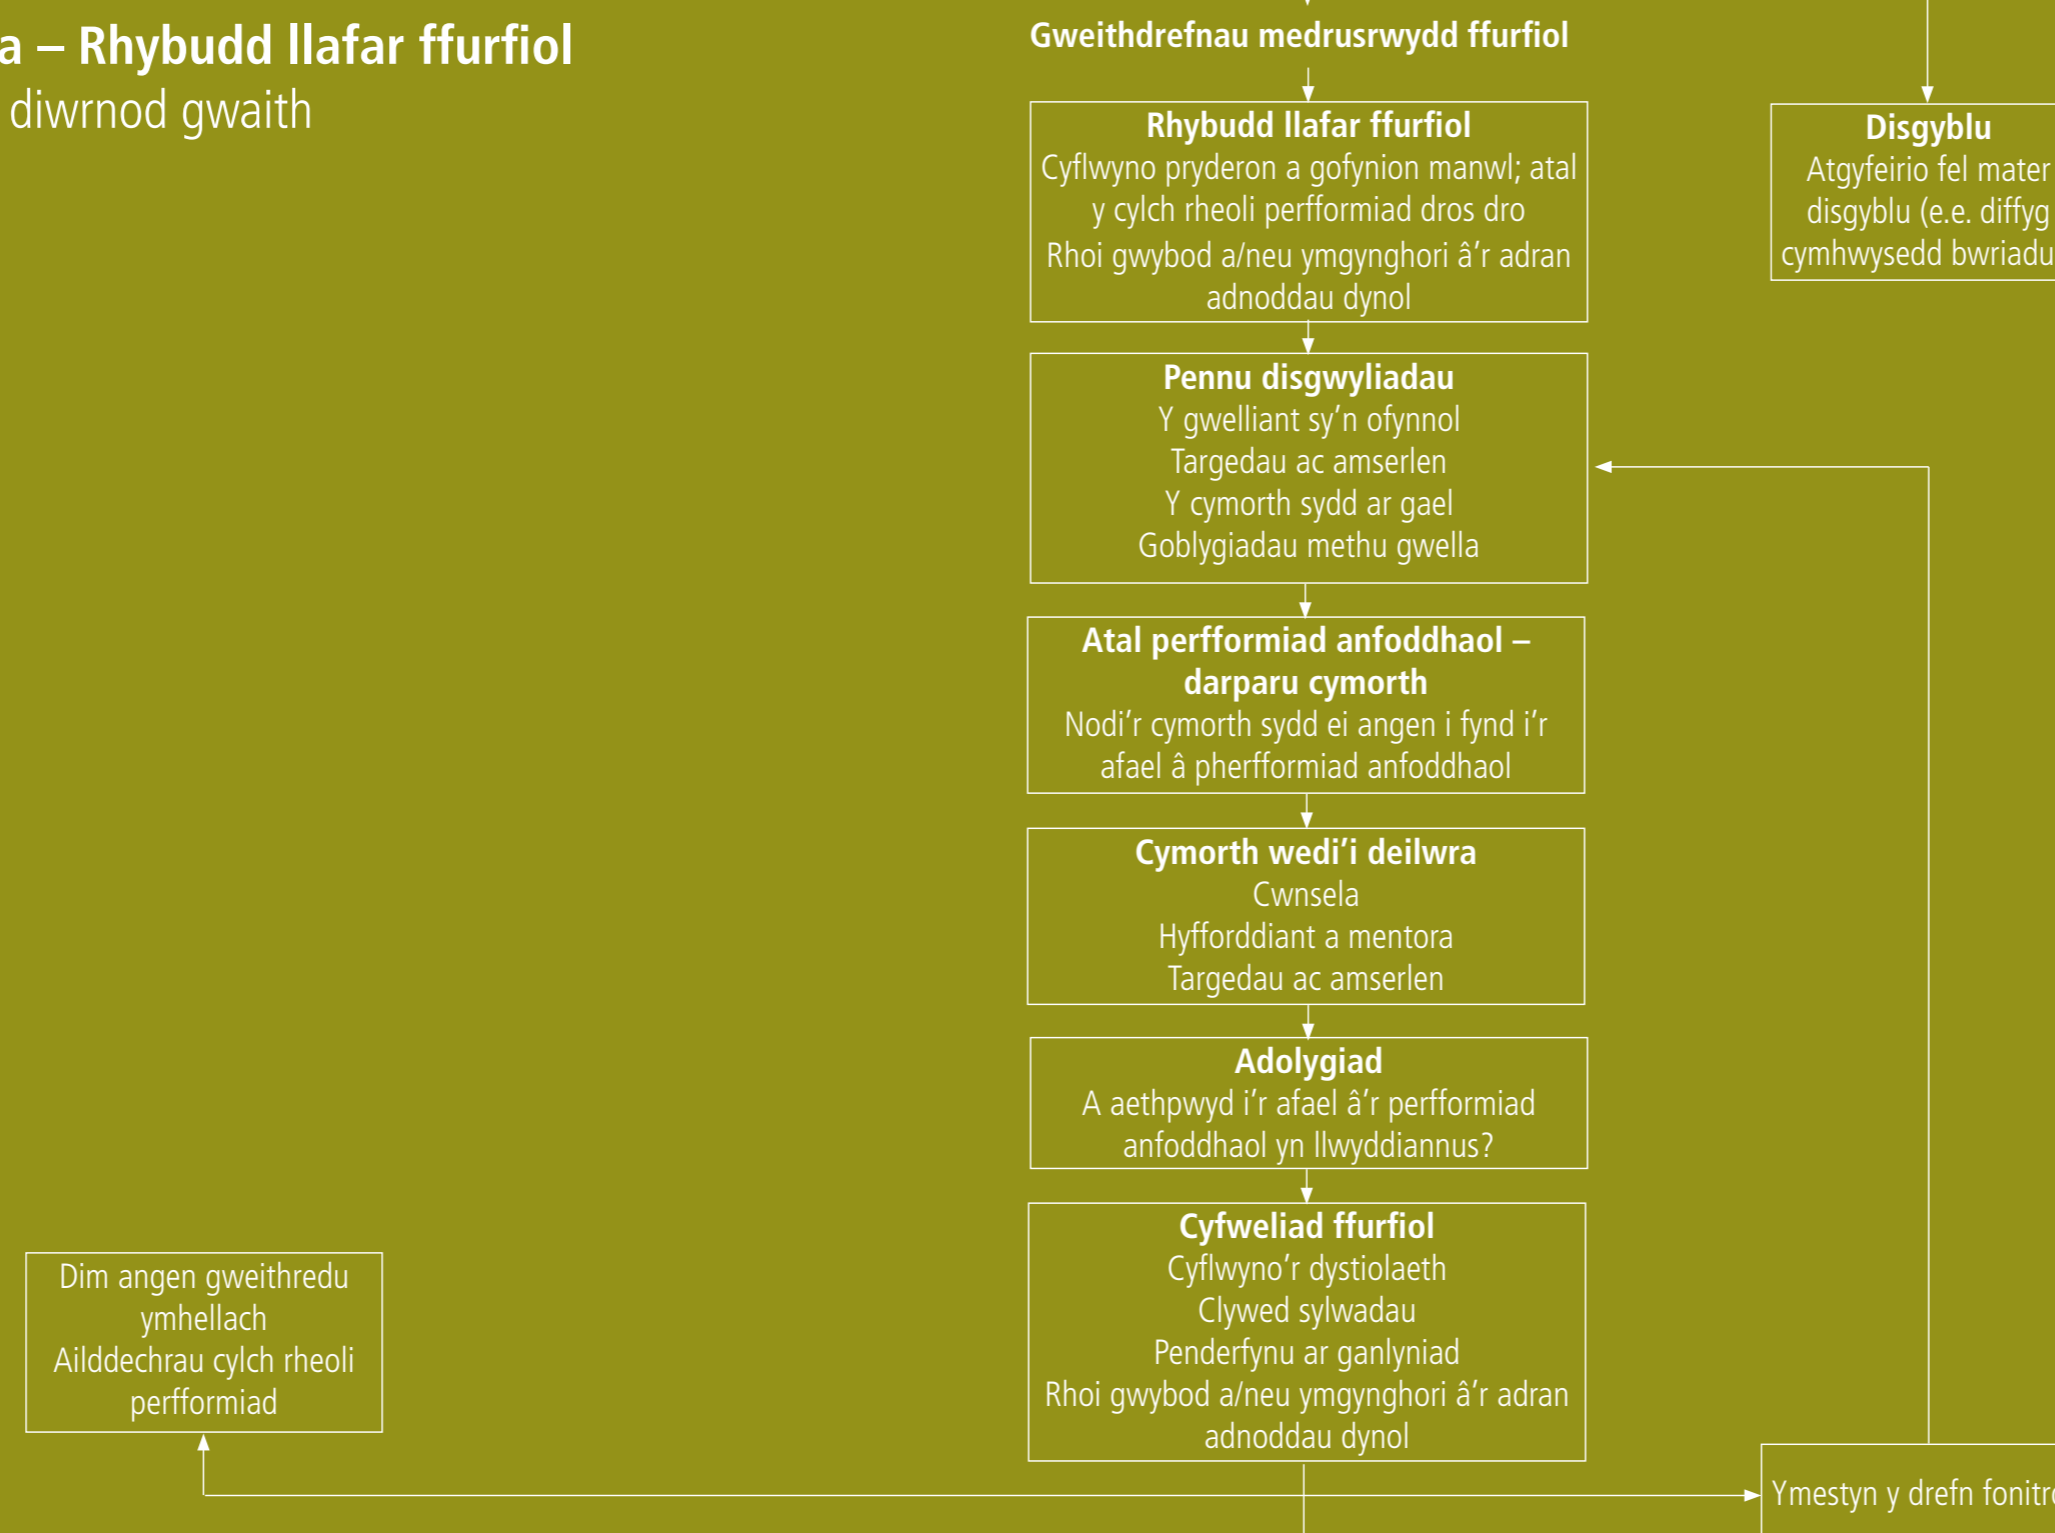 a – Rhybudd llafar ffurfiol
diwrnod gwaith
Gweithdrefnau medrusrwydd ffurfiol
Rhybudd llafar ffurfiol
Cyflwyno pryderon a gofynion manwl; atal
y cylch rheoli perfformiad dros dro
Rhoi gwybod a/neu ymgynghori â’r adran
adnoddau dynol
Disgyblu
Atgyfeirio fel mater
disgyblu (e.e. diffyg
cymhwysedd bwriadu
Pennu disgwyliadau
Y gwelliant sy’n ofynnol
Targedau ac amserlen
Y cymorth sydd ar gael
Goblygiadau methu gwella
Atal perfformiad anfoddhaol –
darparu cymorth
Nodi’r cymorth sydd ei angen i fynd i’r
afael â pherfformiad anfoddhaol
Cymorth wedi’i deilwra
Cwnsela
Hyfforddiant a mentora
Targedau ac amserlen
Adolygiad
A aethpwyd i’r afael â’r perfformiad
anfoddhaol yn llwyddiannus?
Cyfweliad ffurfiol
Cyflwyno’r dystiolaeth
Clywed sylwadau
Penderfynu ar ganlyniad
Rhoi gwybod a/neu ymgynghori â’r adran
adnoddau dynol
Dim angen gweithredu
ymhellach
Ailddechrau cylch rheoli
perfformiad
Ymestyn y drefn fonitro